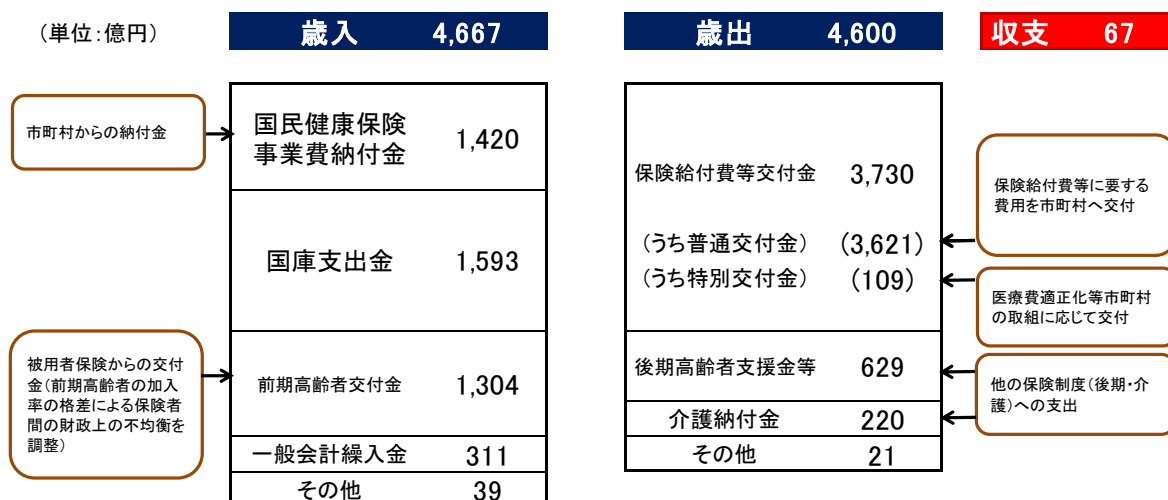 (単位:億円)
歳入 4,667
歳出 4,600
収支 67
市町村からの納付金
国民健康保険
事業費納付金 1,420
国庫支出金 1,593
被用者保険からの交付
金(前期高齢者の加入
率の格差による保険者
間の財政上の不均衡を
調整)
前期高齢者交付金 1,304
一般会計繰入金 311
その他 39
保険給付費等交付金 3,730
(うち普通交付金) (3,621)
(うち特別交付金) (109)
後期高齢者支援金等 629
介護納付金 220
その他 21
保険給付費等に要する
費用を市町村へ交付
医療費適正化等市町村
の取組に応じて交付
他の保険制度(後期・介
護)への支出